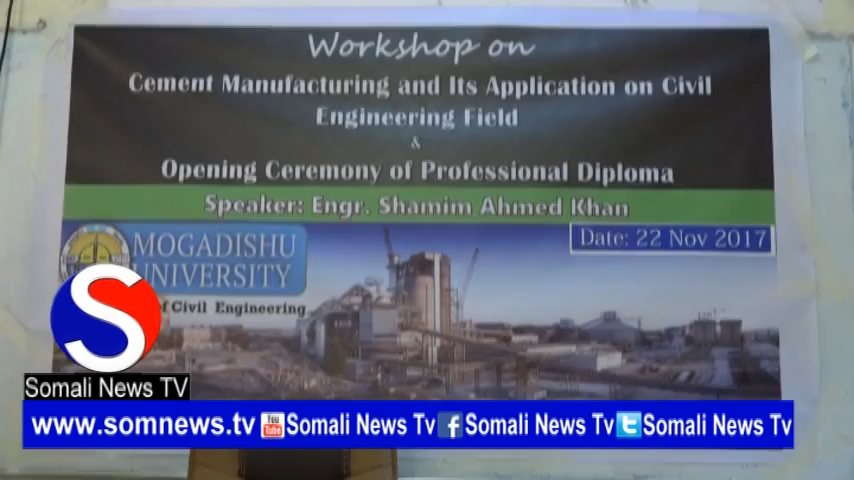 Workshop on
Cement Manufacturing and Its Application on Civil
Engineering Field
&
Opening Ceremony of Professional Diploma
Speaker: Engr. Shamim Ahmed Khan
Date: 22 Nov 2017
MOGADISHU
UNIVERSITY
of Civil Engineering
S
Somali News TV
www.somnews.tv You Tube Somali News Tv f Somali News Tv t Somali News Tv